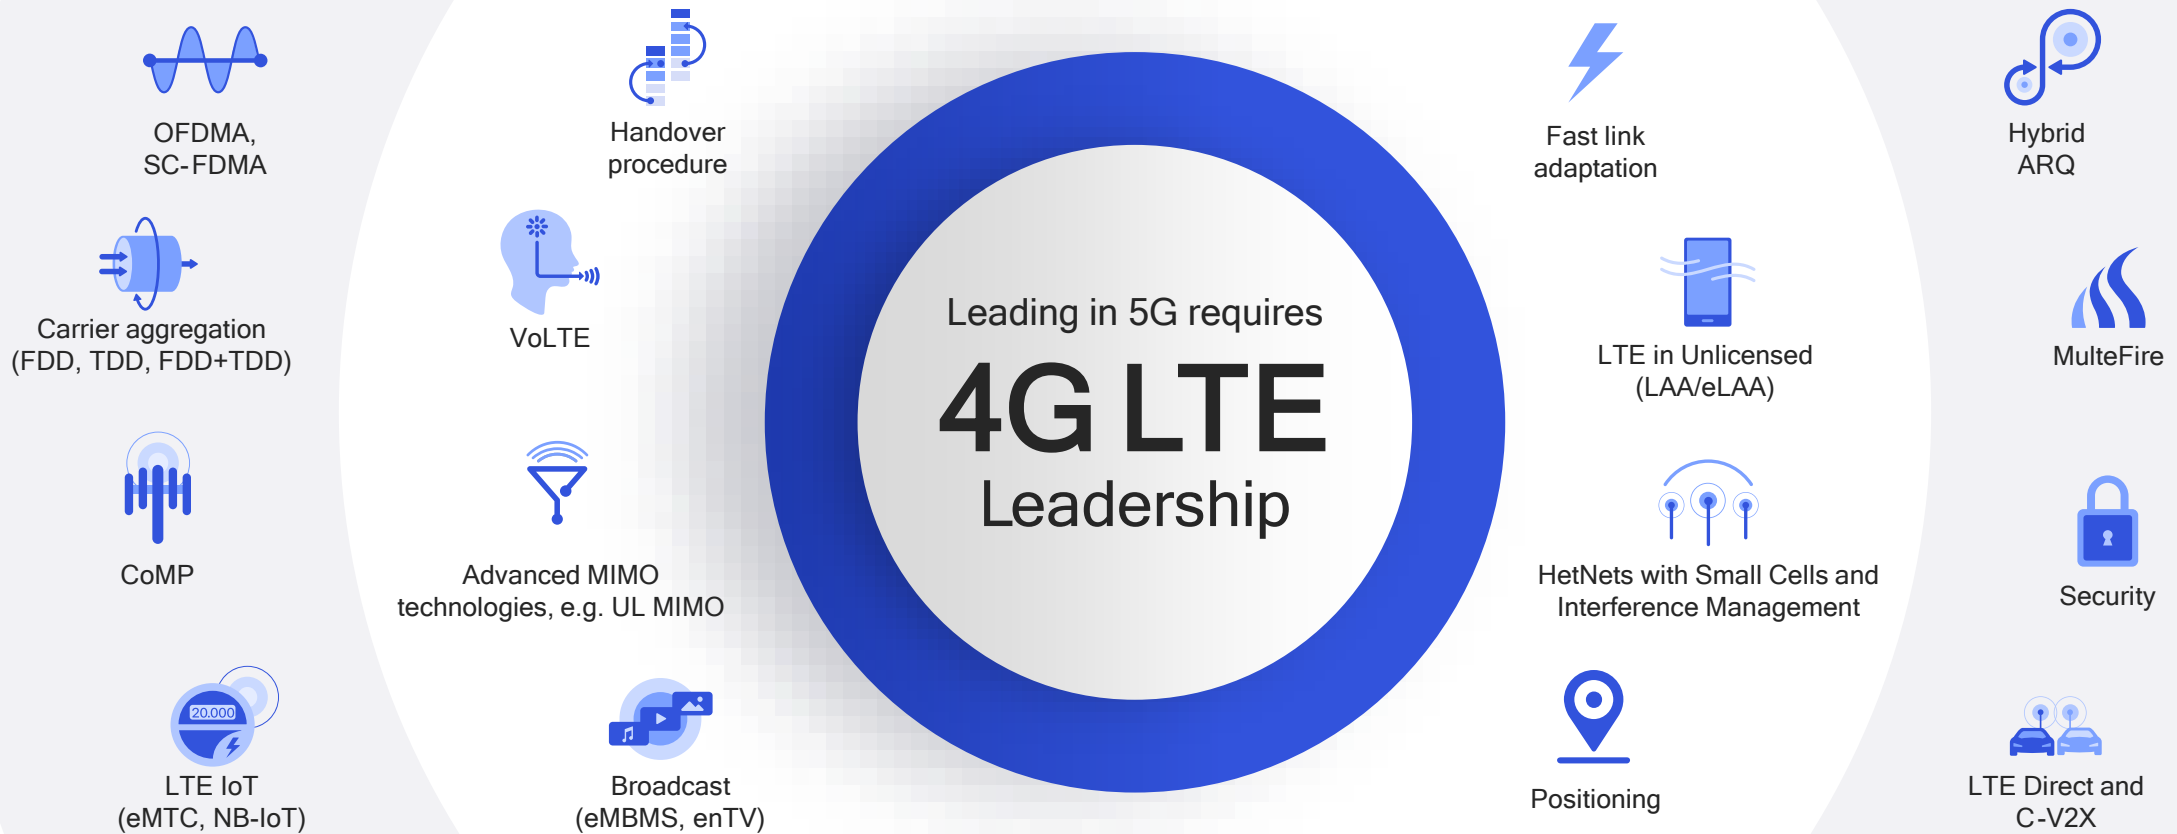 OFDMA,
SC-FDMA
Carrier aggregation
(FDD, TDD, FDD+TDD)
CoMP
20.000
LTE IoT
(eMTC, NB-IoT)
Handover
procedure
VoLTE
Advanced MIMO
technologies, e.g. UL MIMO
Broadcast
(eMBMS, enTV)
Leading in 5G requires
4G LTE
Leadership
Fast link
adaptation
LTE in Unlicensed
(LAA/eLAA)
HetNets with Small Cells and
Interference Management
Positioning
Hybrid
ARQ
MulteFire
Security
LTE Direct and
C-V2X